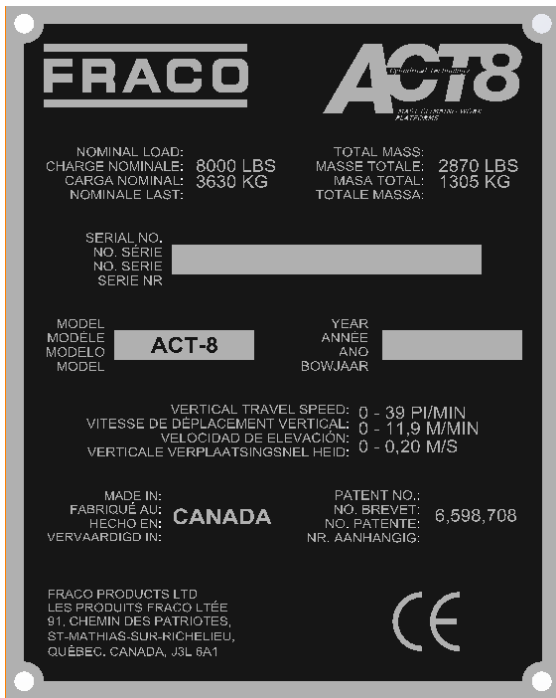 FRACO
ACT8
MAST CLIMBING WORK
PLATFORMS
NOMINAL LOAD:
CHARGE NOMINALE: 8000 LBS
CARGA NOMINAL: 3630 KG
NOMINALE LAST:
TOTAL MASS:
MASSE TOTALE: 2870 LBS
MASA TOTAL: 1305 KG
TOTALE MASSA:
SERIAL NO.
NO. SÉRIE
NO. SERIE
SERIE NR
MODEL
MODÈLE
MODELO
MODEL
ACT-8
YEAR
ANNÉE
ANO
BOWJAAR
VERTICAL TRAVEL SPEED: 0 - 39 PI/MIN
VITESSE DE DÉPLACEMENT VERTICAL: 0 - 11,9 M/MIN
VELOCIDAD DE ELEVACIÓN: 0 - 0,20 M/S
VERTICALE VERPLAATSINGSNEL HEID:
MADE IN:
FABRIQUÉ AU:
HECHO EN:
VERVAARDIGD IN:
CANADA
PATENT NO.:
NO. BREVET:
NO. PATENTE:
NR. AANHANGIG:
6,598,708
FRACO PRODUCTS LTD
LES PRODUITS FRACO LTÉE
91, CHEMIN DES PATRIOTES,
ST-MATHIAS-SUR-RICHELIEU,
QUÉBEC, CANADA, J3L 6A1
CE